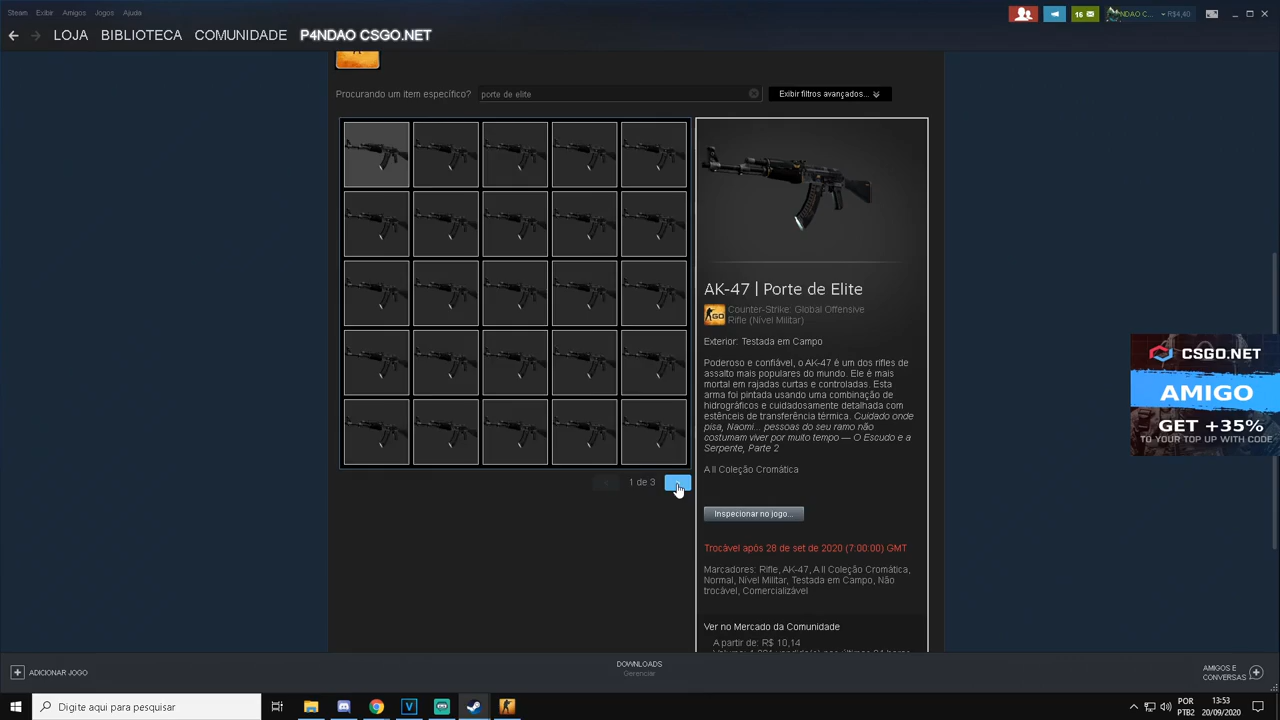 Steam Exibir Amigos Jogos Ajuda
16
R$4,40
LOJA BIBLIOTECA COMUNIDADE P4NDAO CSGO.NET
Procurando um item específico? porte de elite Exibir filtros avançados...
1 de 3
AK-47 | Porte de Elite
Counter-Strike: Global Offensive
Rifle (Nível Militar)
Exterior: Testada em Campo
Poderoso e confiável, o AK-47 é um dos rifles de
assalto mais populares do mundo. Ele é mais
mortal em rajadas curtas e controladas. Esta
arma foi pintada usando uma combinação de
hidrográficos e cuidadosamente detalhada com
estênceis de transferência térmica. Cuidado onde
pisa, Naomi... pessoas do seu ramo não
costumam viver por muito tempo — O Escudo e a
Serpente, Parte 2
A II Coleção Cromática
Inspecionar no jogo...
Trocável após 28 de set de 2020 (7:00:00) GMT
Marcadores: Rifle, AK-47, A II Coleção Cromática,
Normal, Nível Militar, Testada em Campo, Não
trocável, Comercializável
Ver no Mercado da Comunidade
A partir de: R$ 10,14
CSGO.NET
AMIGO
GET +35%
TO YOUR TOP UP WITH CODE
ADICIONAR JOGO
DOWNLOADS
Gerenciar
AMIGOS E
CONVERSAS
Digite aqui para pesquisar
POR
PTB2
13:53
20/09/2020